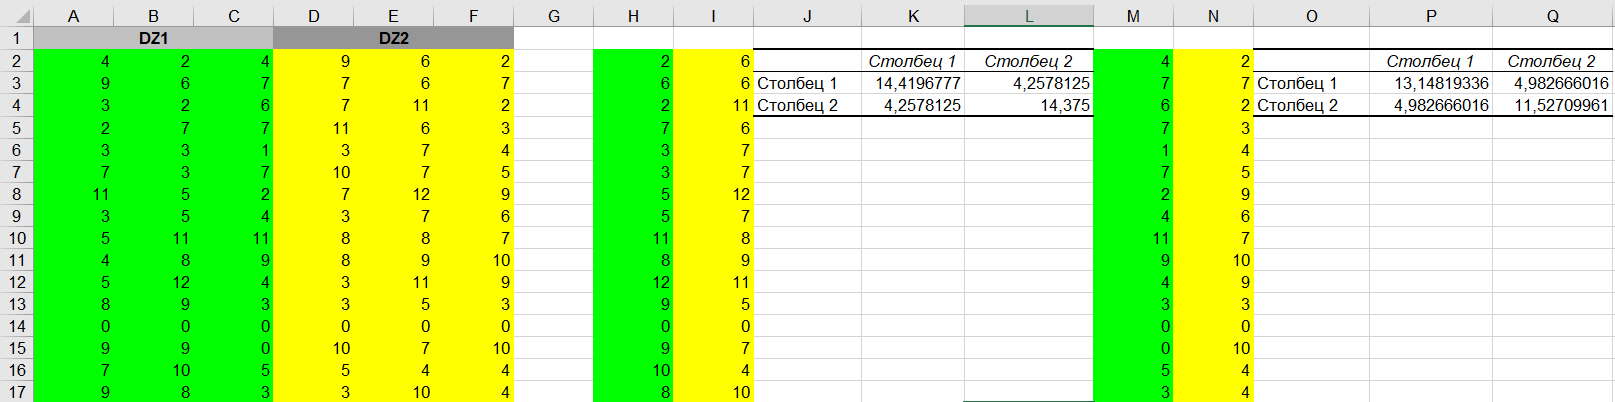 A B C D E F G H I J K L M N O P Q
1 DZ1 DZ2
2 4 2 4 9 6 2 2 6 Столбец 1 Столбец 2 4 2 Столбец 1 Столбец 2
3 9 6 7 7 6 7 6 6 Столбец 1 14,4196777 4,2578125 7 7 Столбец 1 13,14819336 4,982666016
4 3 2 6 7 11 2 2 11 Столбец 2 4,2578125 14,375 6 2 Столбец 2 4,982666016 11,52709961
5 2 7 7 11 6 3 7 6 7 3
6 3 3 1 3 7 4 3 7 1 4
7 7 3 7 10 7 5 3 7 7 5
8 11 5 2 7 12 9 5 12 2 9
9 3 5 4 3 7 6 5 7 4 6
10 5 11 11 8 8 7 11 8 11 7
11 4 8 9 8 9 10 8 9 9 10
12 5 12 4 3 11 9 12 11 4 9
13 8 9 3 3 5 3 9 5 3 3
14 0 0 0 0 0 0 0 0 0 0
15 9 9 0 10 7 10 9 7 0 10
16 7 10 5 5 4 4 10 4 5 4
17 9 8 3 3 10 4 8 10 3 4